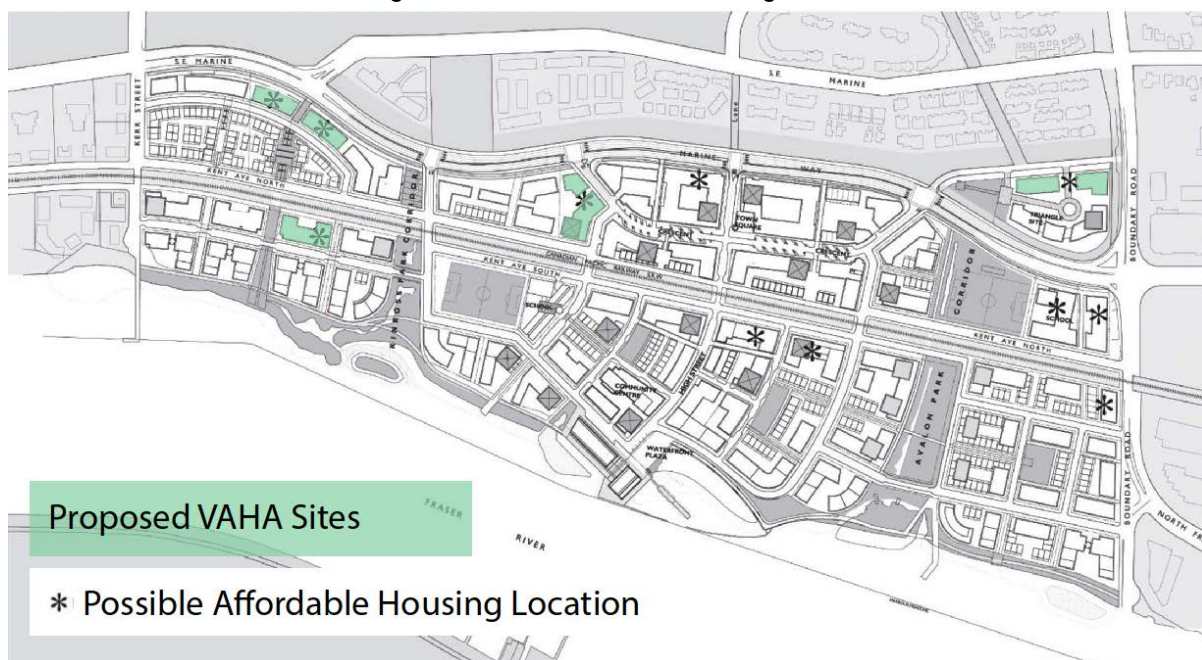 S.E. MARINE
S.E. MARINE
KERR STREET
Lane
MARINE WAY
BOUNDARY ROAD
KENT AVE NORTH
TRIANGLE SITE
TOWN SQUARE
CRESCENT
CRESCENT
KINROSS PARK CORRIDOR
CANADIAN PACIFIC RAILWAY S.R.W
KENT AVE SOUTH
CORRIDOR
SCHOOL
SCHOOL
KENT AVE NORTH
HIGH STREET
COMMUNITY CENTRE
AVALON PARK
WATERFRONT PLAZA
BOUNDARY ROAD
Proposed VAHA Sites
FRASER
RIVER
* Possible Affordable Housing Location